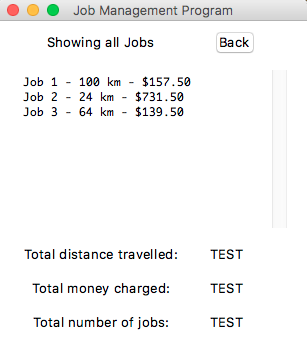 Job Management Program
Showing all Jobs Back
Job 1 - 100 km - $157.50
Job 2 - 24 km - $731.50
Job 3 - 64 km - $139.50
Total distance travelled: TEST
Total money charged: TEST
Total number of jobs: TEST